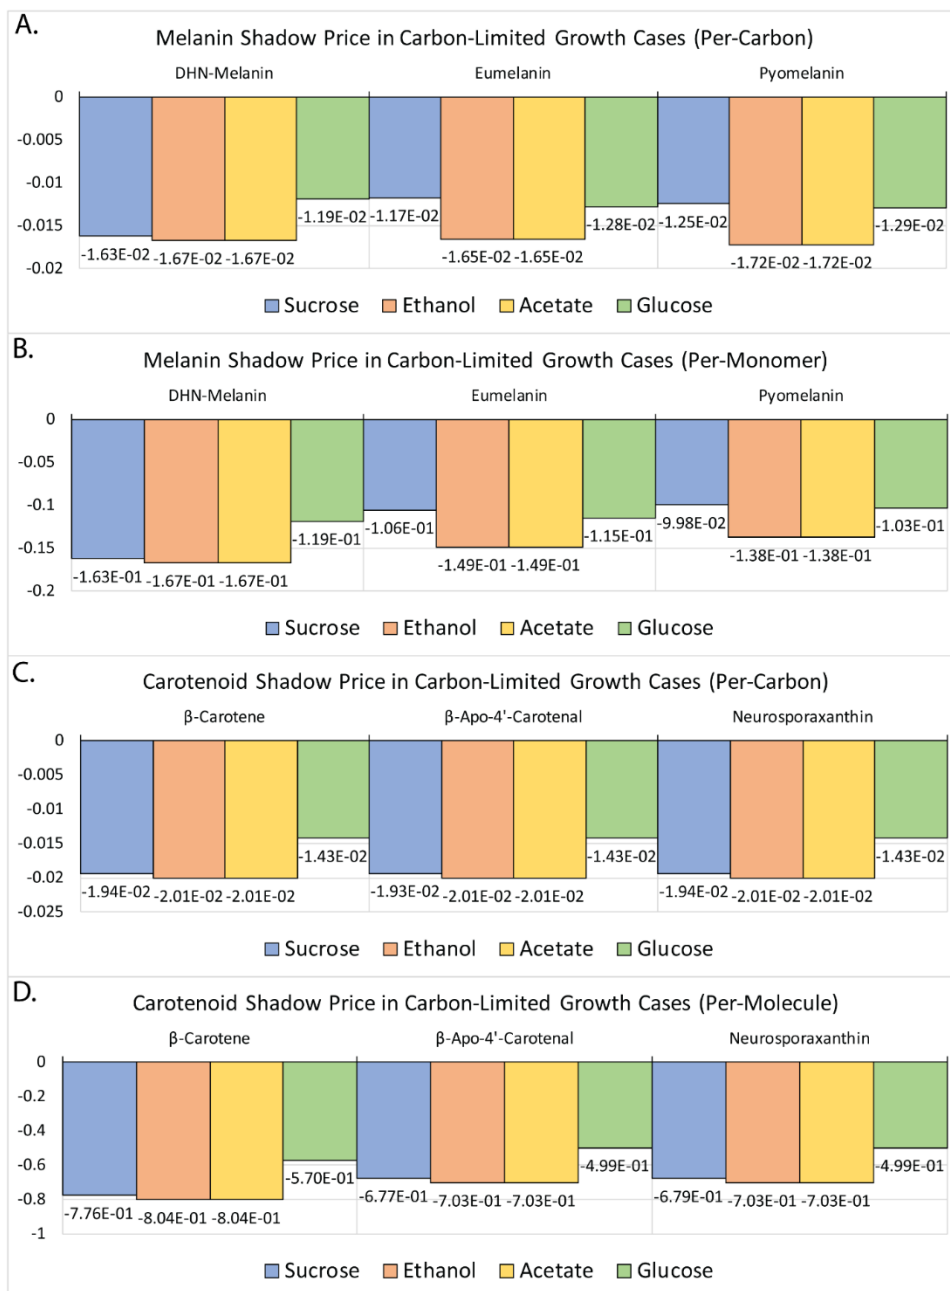 A.
Melanin Shadow Price in Carbon-Limited Growth Cases (Per-Carbon)
DHN-Melanin Eumelanin Pyomelanin
0
-0.005
-0.01
-0.015
-0.02
-1.63E-02 -1.67E-02 -1.67E-02 -1.19E-02 -1.17E-02 -1.65E-02 -1.65E-02 -1.28E-02 -1.25E-02 -1.72E-02 -1.72E-02 -1.29E-02
Sucrose Ethanol Acetate Glucose
B.
Melanin Shadow Price in Carbon-Limited Growth Cases (Per-Monomer)
DHN-Melanin Eumelanin Pyomelanin
0
-0.05
-0.1
-0.15
-0.2
-1.63E-01 -1.67E-01 -1.67E-01 -1.19E-01 -1.06E-01 -1.49E-01 -1.49E-01 -1.15E-01 -9.98E-02 -1.38E-01 -1.38E-01 -1.03E-01
Sucrose Ethanol Acetate Glucose
C.
Carotenoid Shadow Price in Carbon-Limited Growth Cases (Per-Carbon)
β-Carotene β-Apo-4'-Carotenal Neurosporaxanthin
0
-0.005
-0.01
-0.015
-0.02
-0.025
-1.94E-02 -2.01E-02 -2.01E-02 -1.43E-02 -1.93E-02 -2.01E-02 -2.01E-02 -1.43E-02 -1.94E-02 -2.01E-02 -2.01E-02 -1.43E-02
Sucrose Ethanol Acetate Glucose
D.
Carotenoid Shadow Price in Carbon-Limited Growth Cases (Per-Molecule)
β-Carotene β-Apo-4'-Carotenal Neurosporaxanthin
0
-0.2
-0.4
-0.6
-0.8
-1
-7.76E-01 -8.04E-01 -8.04E-01 -5.70E-01 -6.77E-01 -7.03E-01 -7.03E-01 -4.99E-01 -6.79E-01 -7.03E-01 -7.03E-01 -4.99E-01
Sucrose Ethanol Acetate Glucose